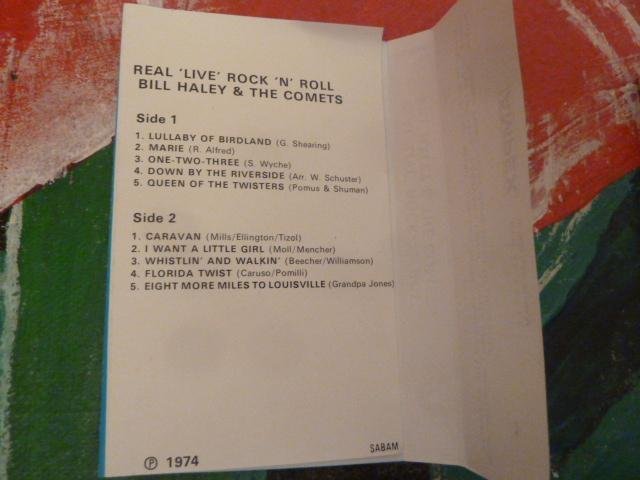 REAL 'LIVE' ROCK 'N' ROLL
BILL HALEY & THE COMETS
Side 1
1. LULLABY OF BIRDLAND (G. Shearing)
2. MARIE (R. Alfred)
3. ONE-TWO-THREE (S. Wyche)
4. DOWN BY THE RIVERSIDE (Arr. W. Schuster)
5. QUEEN OF THE TWISTERS (Pomus & Shuman)
Side 2
1. CARAVAN (Mills/Ellington/Tizol)
2. I WANT A LITTLE GIRL (Moll/Mencher)
3. WHISTLIN' AND WALKIN' (Beecher/Williamson)
4. FLORIDA TWIST (Caruso/Pomilli)
5. EIGHT MORE MILES TO LOUISVILLE (Grandpa Jones)
℗ 1974
SABAM